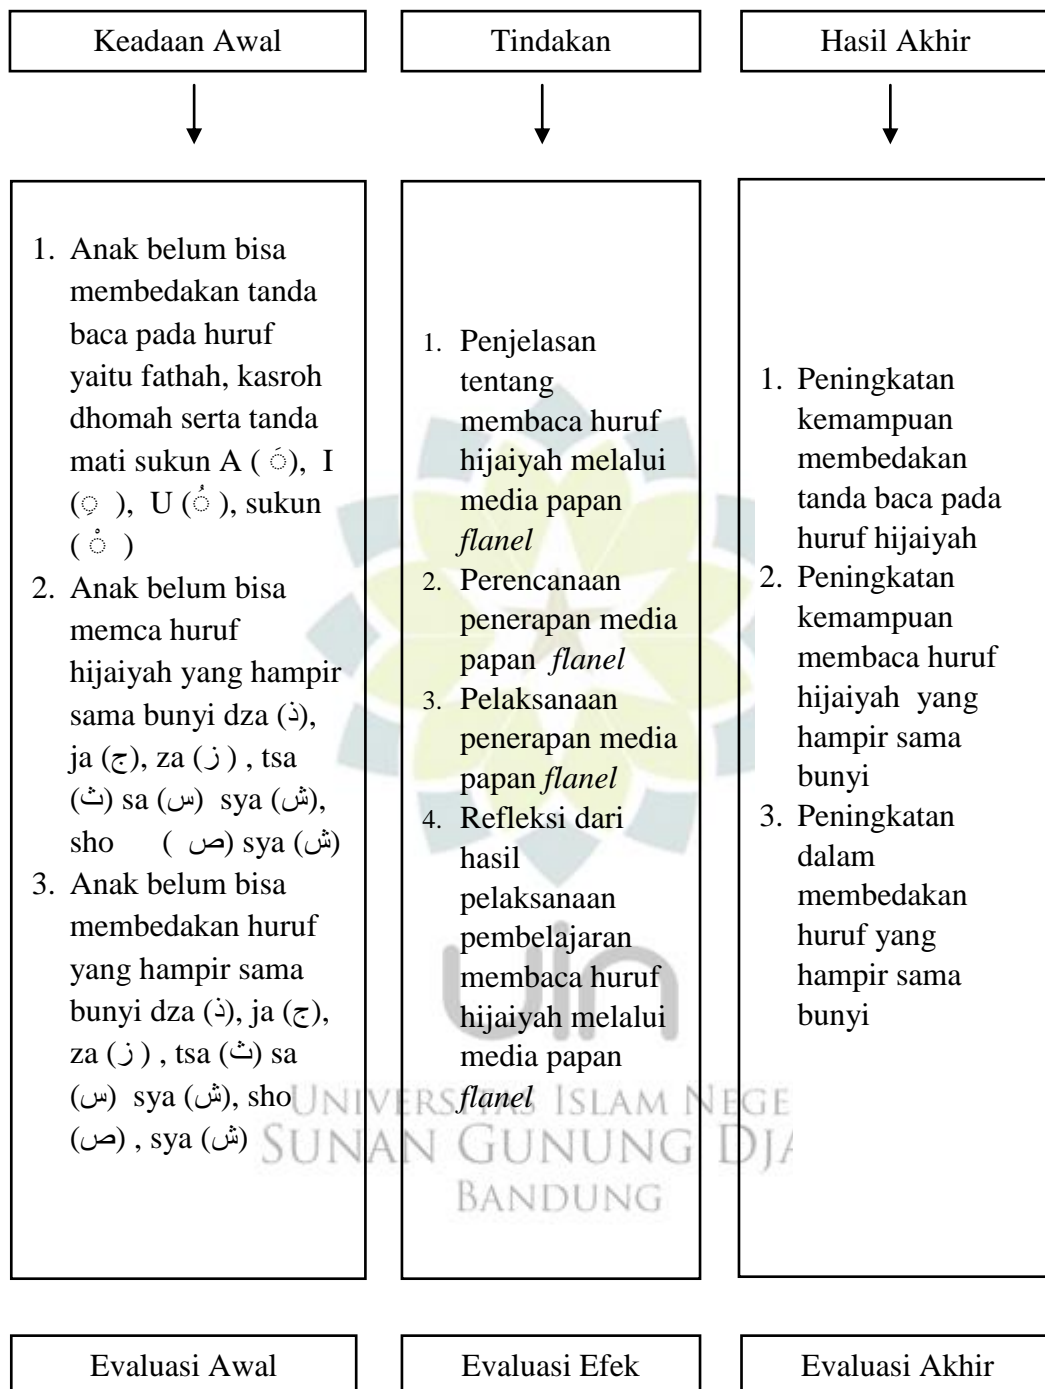 Keadaan Awal
Tindakan
Hasil Akhir
1. Anak belum bisa
membedakan tanda
baca pada huruf
yaitu fathah, kasroh
dhomah serta tanda
mati sukun A ( ◌َ), I
(◌ِ ), U (◌ُ ), sukun
( ◌ْ )
2. Anak belum bisa
memca huruf
hijaiyah yang hampir
sama bunyi dza (ذ),
ja (ج), za (ز ) , tsa
(ث) sa (س) sya (ش),
sho ( ص) sya (ش)
3. Anak belum bisa
membedakan huruf
yang hampir sama
bunyi dza (ذ), ja (ج),
za (ز ) , tsa (ث) sa
(س) sya (ش), sho
(ص) , sya (ش)
1. Penjelasan
tentang
membaca huruf
hijaiyah melalui
media papan
flanel
2. Perencanaan
penerapan media
papan flanel
3. Pelaksanaan
penerapan media
papan flanel
4. Refleksi dari
hasil
pelaksanaan
pembelajaran
membaca huruf
hijaiyah melalui
media papan
flanel
1. Peningkatan
kemampuan
membedakan
tanda baca pada
huruf hijaiyah
2. Peningkatan
kemampuan
membaca huruf
hijaiyah yang
hampir sama
bunyi
3. Peningkatan
dalam
membedakan
huruf yang
hampir sama
bunyi
uin
UNIVERSITAS ISLAM NEGE
SUNAN GUNUNG DJA
BANDUNG
Evaluasi Awal
Evaluasi Efek
Evaluasi Akhir